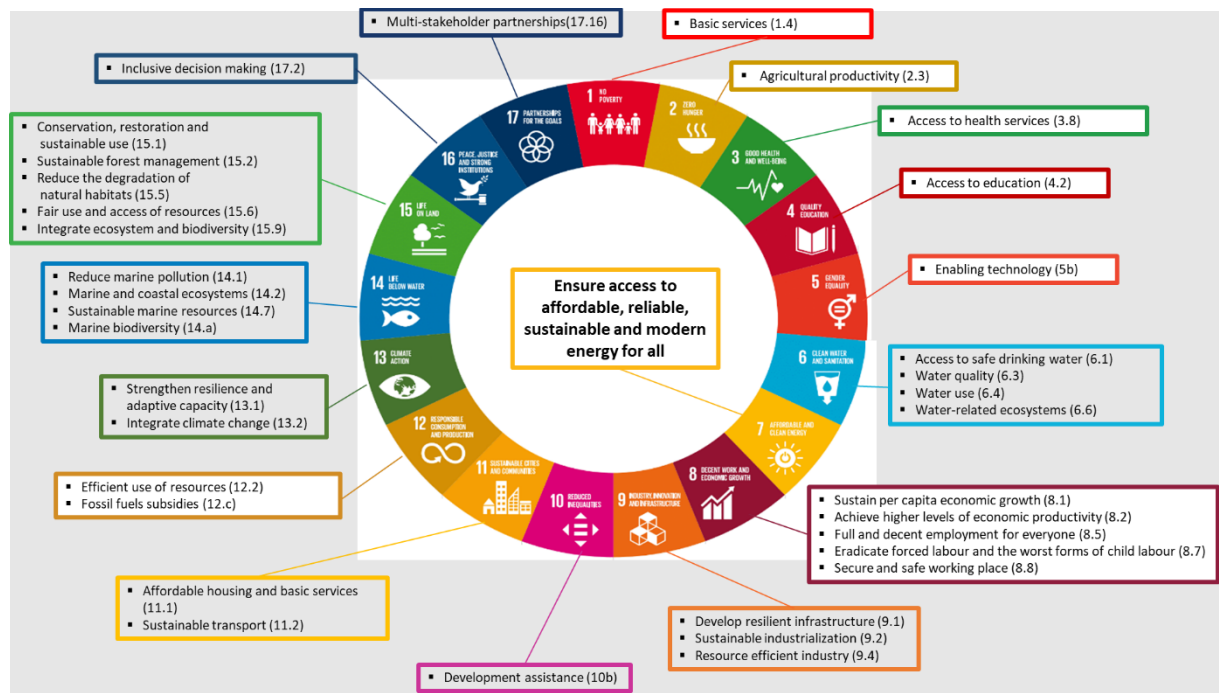 ▪ Multi-stakeholder partnerships(17.16)
▪ Basic services (1.4)
▪ Inclusive decision making (17.2)
▪ Agricultural productivity (2.3)
▪ Conservation, restoration and
sustainable use (15.1)
▪ Sustainable forest management (15.2)
▪ Reduce the degradation of
natural habitats (15.5)
▪ Fair use and access of resources (15.6)
▪ Integrate ecosystem and biodiversity (15.9)
▪ Access to health services (3.8)
▪ Access to education (4.2)
▪ Reduce marine pollution (14.1)
▪ Marine and coastal ecosystems (14.2)
▪ Sustainable marine resources (14.7)
▪ Marine biodiversity (14.a)
▪ Enabling technology (5b)
▪ Strengthen resilience and
adaptive capacity (13.1)
▪ Integrate climate change (13.2)
▪ Access to safe drinking water (6.1)
▪ Water quality (6.3)
▪ Water use (6.4)
▪ Water-related ecosystems (6.6)
▪ Efficient use of resources (12.2)
▪ Fossil fuels subsidies (12.c)
▪ Sustain per capita economic growth (8.1)
▪ Achieve higher levels of economic productivity (8.2)
▪ Full and decent employment for everyone (8.5)
▪ Eradicate forced labour and the worst forms of child labour (8.7)
▪ Secure and safe working place (8.8)
▪ Affordable housing and basic services
(11.1)
▪ Sustainable transport (11.2)
▪ Develop resilient infrastructure (9.1)
▪ Sustainable industrialization (9.2)
▪ Resource efficient industry (9.4)
▪ Development assistance (10b)
Ensure access to
affordable, reliable,
sustainable and modern
energy for all
1 NO
POVERTY
2 ZERO
HUNGER
3 GOOD HEALTH
AND WELL-BEING
4 QUALITY
EDUCATION
5 GENDER
EQUALITY
6 CLEAN WATER
AND SANITATION
7 AFFORDABLE AND
CLEAN ENERGY
8 DECENT WORK AND
ECONOMIC GROWTH
9 INDUSTRY, INNOVATION
AND INFRASTRUCTURE
10 REDUCED
INEQUALITIES
11 SUSTAINABLE CITIES
AND COMMUNITIES
12 RESPONSIBLE
CONSUMPTION
AND PRODUCTION
13 CLIMATE
ACTION
14 LIFE
BELOW WATER
15 LIFE
ON LAND
16 PEACE, JUSTICE
AND STRONG
INSTITUTIONS
17 PARTNERSHIPS
FOR THE GOALS